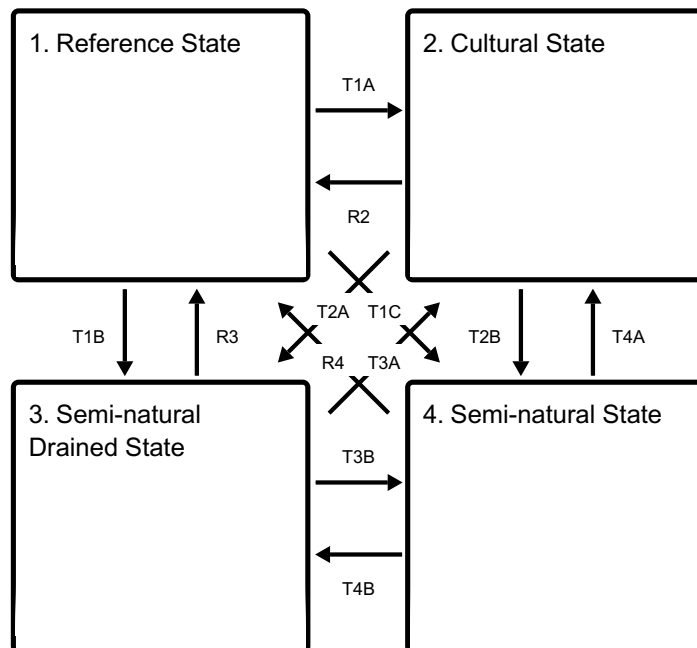 1. Reference State
2. Cultural State
T1A
R2
T2A
T1C
T1B
R3
T2B
T4A
R4
T3A
3. Semi-natural
Drained State
4. Semi-natural State
T3B
T4B